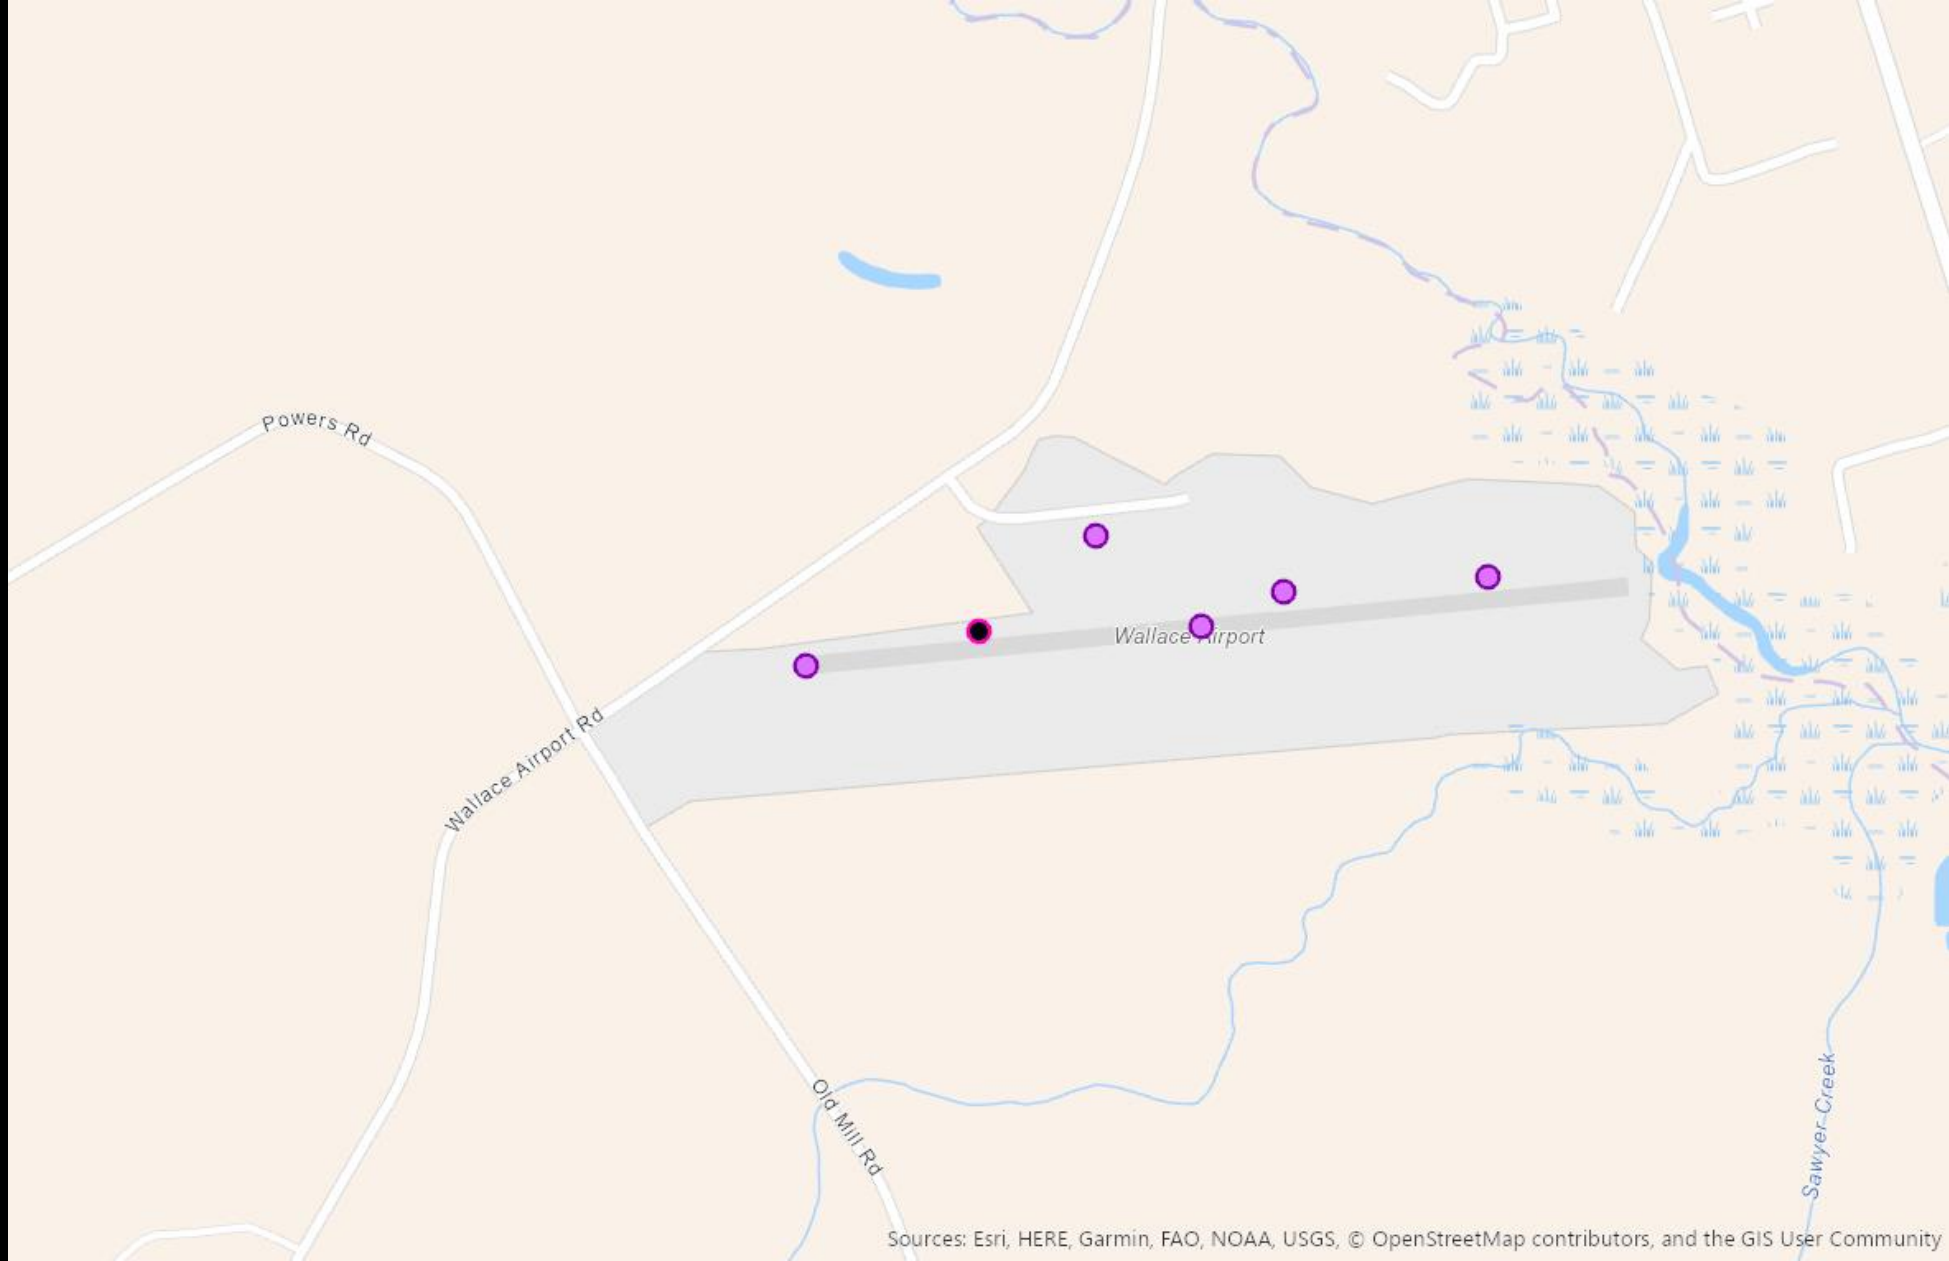 Powers Rd
Wallace Airport
Wallace Airport Rd
Old Mill Rd
Sawyer Creek
Sources: Esri, HERE, Garmin, FAO, NOAA, USGS, © OpenStreetMap contributors, and the GIS User Community